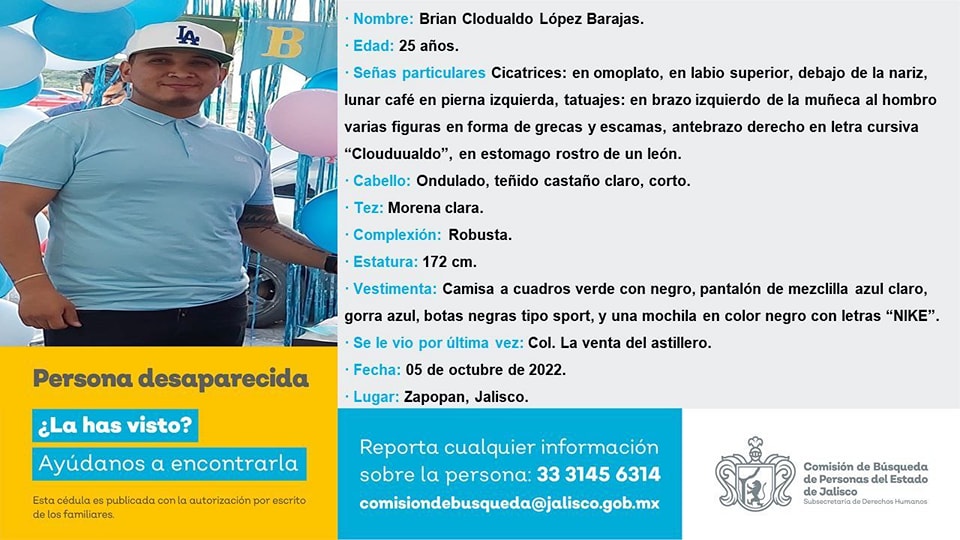 LA
B
· Nombre: Brian Clodualdo López Barajas.
· Edad: 25 años.
· Señas particulares Cicatrices: en omoplato, en labio superior, debajo de la nariz,
lunar café en pierna izquierda, tatuajes: en brazo izquierdo de la muñeca al hombro
varias figuras en forma de grecas y escamas, antebrazo derecho en letra cursiva
“Clouduualdo”, en estomago rostro de un león.
· Cabello: Ondulado, teñido castaño claro, corto.
· Tez: Morena clara.
· Complexión: Robusta.
· Estatura: 172 cm.
· Vestimenta: Camisa a cuadros verde con negro, pantalón de mezclilla azul claro,
gorra azul, botas negras tipo sport, y una mochila en color negro con letras “NIKE”.
· Se le vio por última vez: Col. La venta del astillero.
· Fecha: 05 de octubre de 2022.
· Lugar: Zapopan, Jalisco.
Persona desaparecida
¿La has visto?
Ayúdanos a encontrarla
Esta cédula es publicada con la autorización por escrito
de los familiares.
Reporta cualquier información
sobre la persona: 33 3145 6314
comisiondebusqueda@jalisco.gob.mx
Comisión de Búsqueda
de Personas del Estado
de Jalisco
Subsecretaría de Derechos Humanos